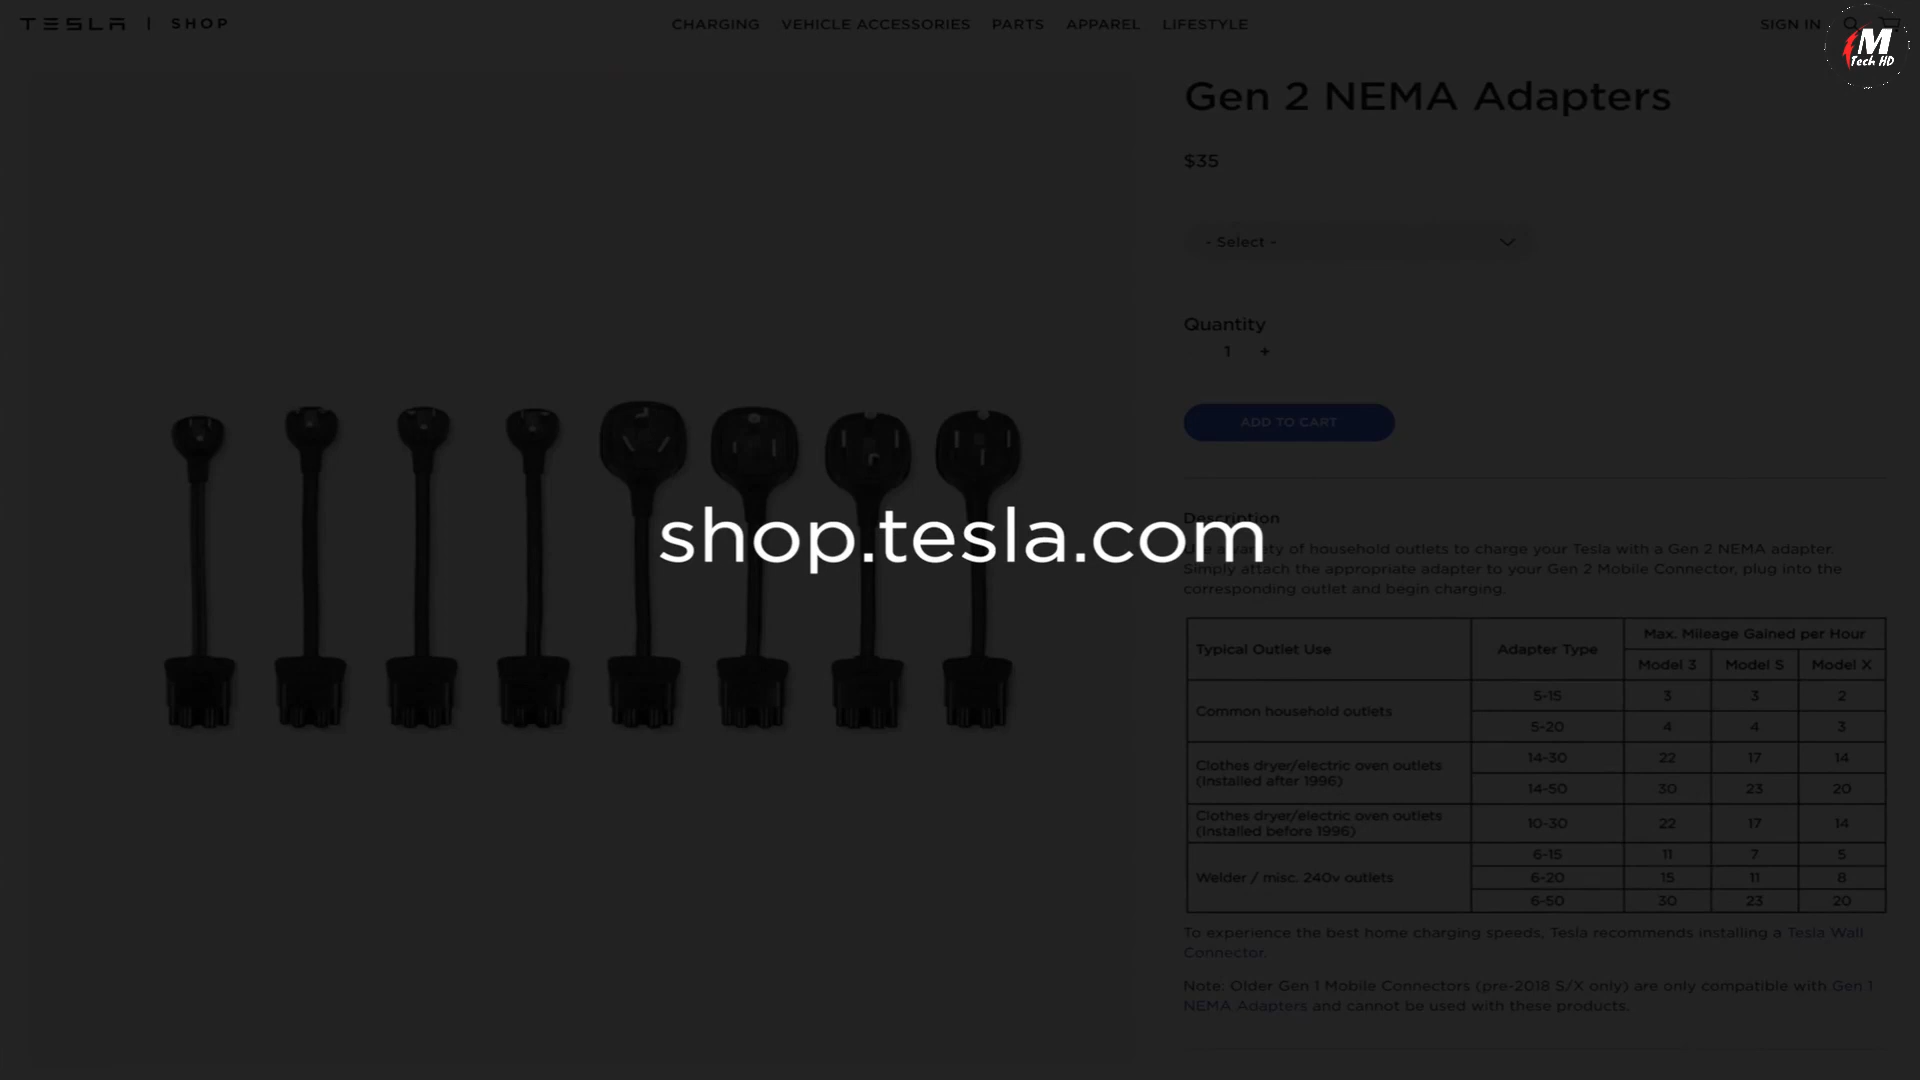 TESLA | SHOP
CHARGING VEHICLE ACCESSORIES PARTS APPAREL LIFESTYLE
SIGN IN
M
Tech HD
Gen 2 NEMA Adapters
$35
- Select -
Quantity
1 +
ADD TO CART
shop.tesla.com
Description
Use a variety of household outlets to charge your Tesla with a Gen 2 NEMA adapter.
Simply attach the appropriate adapter to your Gen 2 Mobile Connector, plug into the
corresponding outlet and begin charging.
Typical Outlet Use Adapter Type Max. Mileage Gained per Hour
Model 3 Model S Model X
Common household outlets 5-15 3 3 2
5-20 4 4 3
Clothes dryer/electric oven outlets
(Installed after 1996) 14-30 22 17 14
14-50 30 23 20
Clothes dryer/electric oven outlets
(Installed before 1996) 10-30 22 17 14
Welder / misc. 240v outlets 6-15 11 7 5
6-20 15 11 8
6-50 30 23 20
To experience the best home charging speeds, Tesla recommends installing a Tesla Wall
Connector.
Note: Older Gen 1 Mobile Connectors (pre-2018 S/X only) are only compatible with Gen 1
NEMA Adapters and cannot be used with these products.